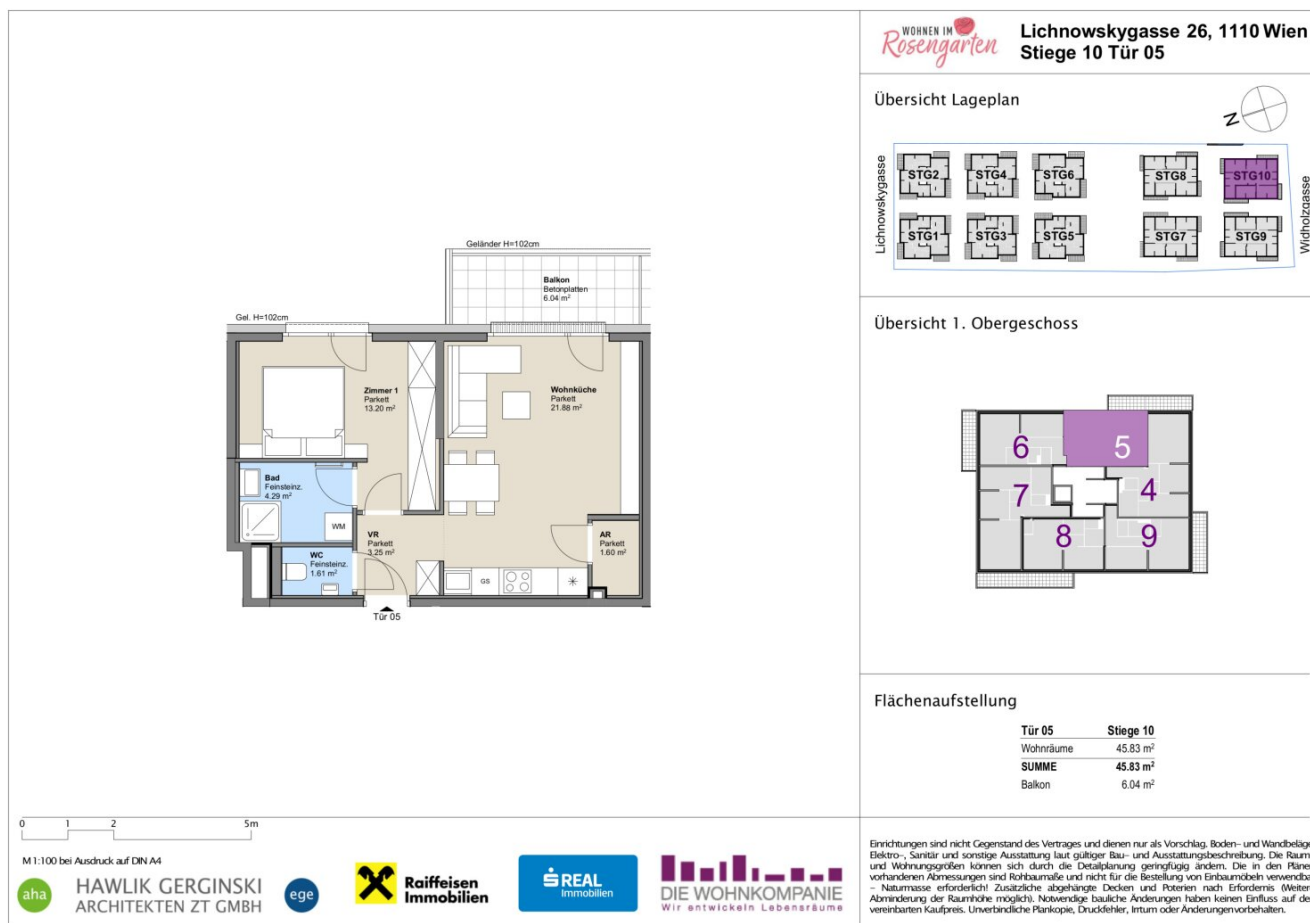 WOHNEN IM
Rosengarten
Lichnowskygasse 26, 1110 Wien
Stiege 10 Tür 05
Übersicht Lageplan
N
Lichnowskygasse
STG2
STG4
STG6
STG8
STG10
STG1
STG3
STG5
STG7
STG9
Widholzgasse
Geländer H=102cm
Balkon
Betonplatten
6.04 m²
Gel. H=102cm
Zimmer 1
Parkett
13.20 m²
Wohnküche
Parkett
21.88 m²
Bad
Feinsteinz.
4.29 m²
WM
VR
Parkett
3.25 m²
AR
Parkett
1.60 m²
WC
Feinsteinz.
1.61 m²
GS
Tür 05
Übersicht 1. Obergeschoss
6
5
7
4
8
9
Flächenaufstellung
Tür 05 Stiege 10
Wohnräume 45.83 m²
SUMME 45.83 m²
Balkon 6.04 m²
0 1 2 5m
M 1:100 bei Ausdruck auf DIN A4
aha
HAWLIK GERGINSKI
ARCHITEKTEN ZT GMBH
ege
Raiffeisen
Immobilien
S REAL
Immobilien
DIE WOHNKOMPANIE
Wir entwickeln Lebensräume
Einrichtungen sind nicht Gegenstand des Vertrages und dienen nur als Vorschlag. Boden- und Wandbeläge
Elektro-, Sanitär und sonstige Ausstattung laut gültiger Bau- und Ausstattungsbeschreibung. Die Raum
und Wohnungsgrößen können sich durch die Detailplanung geringfügig ändern. Die in den Pläne
vorhandenen Abmessungen sind Rohbaumaße und nicht für die Bestellung von Einbaumöbeln verwendba
- Naturmasse erforderlich! Zusätzliche abgehängte Decken und Poterien nach Erfordernis (Weiter
Abminderung der Raumhöhe möglich). Notwendige bauliche Änderungen haben keinen Einfluss auf de
vereinbarten Kaufpreis. Unverbindliche Plankopie, Druckfehler, Irrtum oder Änderungen vorbehalten.